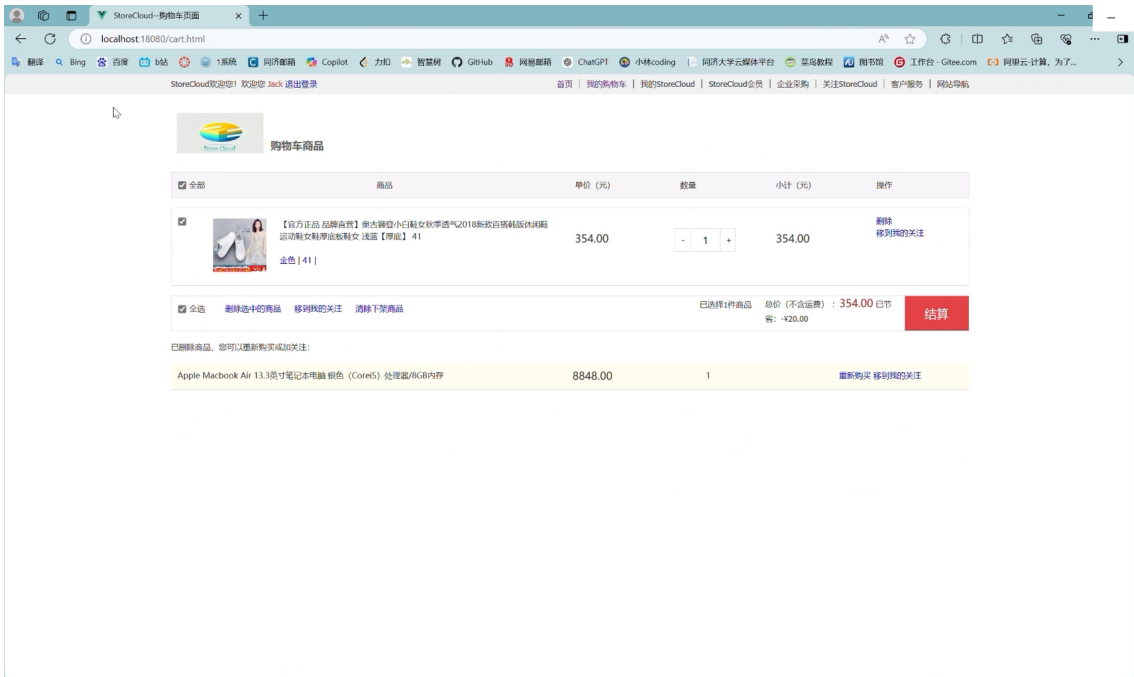 StoreCloud--购物车页面
localhost:18080/cart.html
翻译 Bing 百度 b站 1系统 同济邮箱 Copilot 力扣 智慧树 GitHub 网易邮箱 ChatGPT 小林coding 同济大学云媒体平台 菜鸟教程 图书馆 工作台 - Gitee.com 阿里云-计算，为了...
StoreCloud欢迎您！ 欢迎您 Jack 退出登录 首页 | 我的购物车 | 我的StoreCloud | StoreCloud会员 | 企业采购 | 关注StoreCloud | 客户服务 | 网站导航
Store Cloud 购物车商品
全部 商品 单价（元） 数量 小计（元） 操作
【官方正品 品牌直营】奥古狮登小白鞋女秋季透气2018新款百搭韩版休闲鞋
运动鞋女鞋厚底板鞋女 浅蓝【厚底】 41
金色 | 41 |
354.00 - 1 + 354.00
删除
移到我的关注
全选 删除选中的商品 移到我的关注 清除下架商品 已选择1件商品 总价（不含运费）：354.00 已节
省：-¥20.00
结算
已删除商品，您可以重新购买或加关注：
Apple Macbook Air 13.3英寸笔记本电脑 银色（Corei5）处理器/8GB内存 8848.00 1 重新购买 移到我的关注